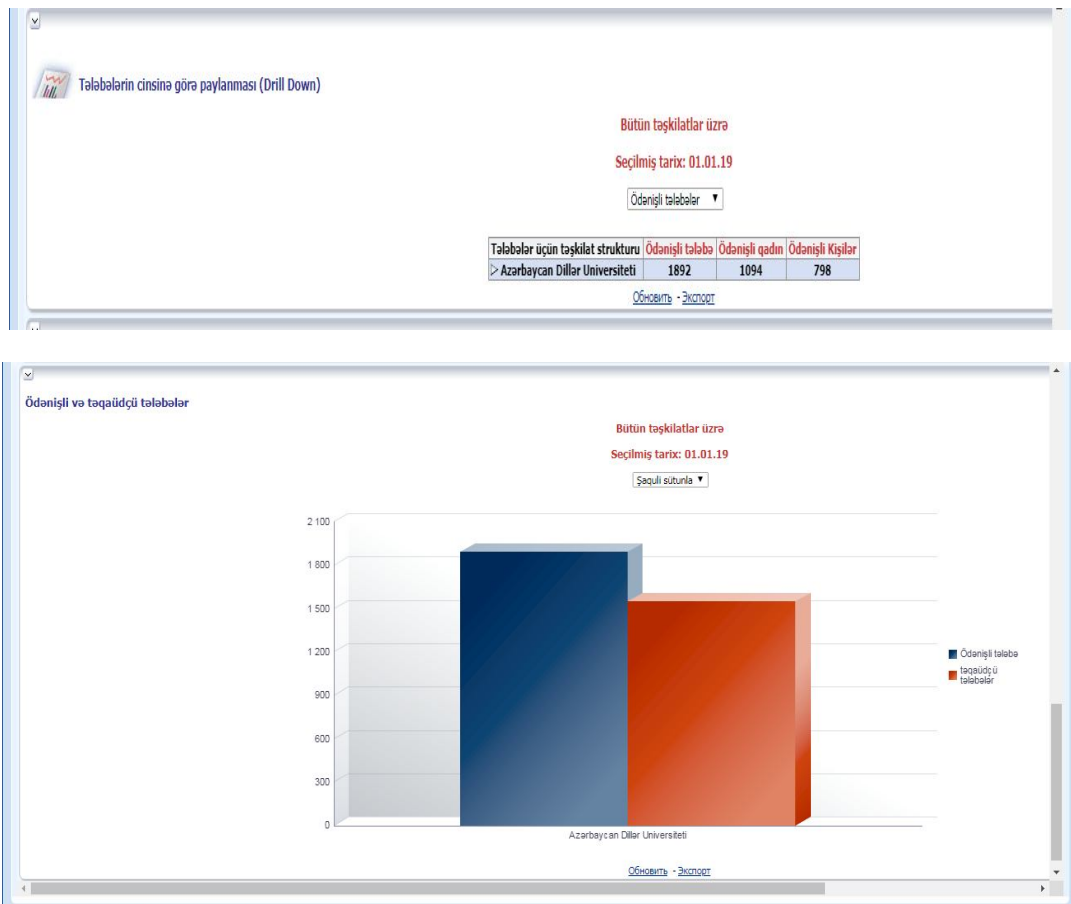 Tələbələrin cinsinə görə paylanması (Drill Down)
Bütün təşkilatlar üzrə
Seçilmiş tarix: 01.01.19
Ödənişli tələbələr
Tələbələr üçün təşkilat strukturu Ödənişli tələbə Ödənişli qadın Ödənişli Kişilər
Azərbaycan Dillər Universiteti 1892 1094 798
Обновить - Экспорт
Ödənişli və təqaüdçü tələbələr
Bütün təşkilatlar üzrə
Seçilmiş tarix: 01.01.19
Şaquli sütunla
2 100
1 800
1 500
1 200
900
600
300
0
Azərbaycan Dillər Universiteti
Ödənişli tələbə
təqaüdçü
tələbələr
Обновить - Экспорт